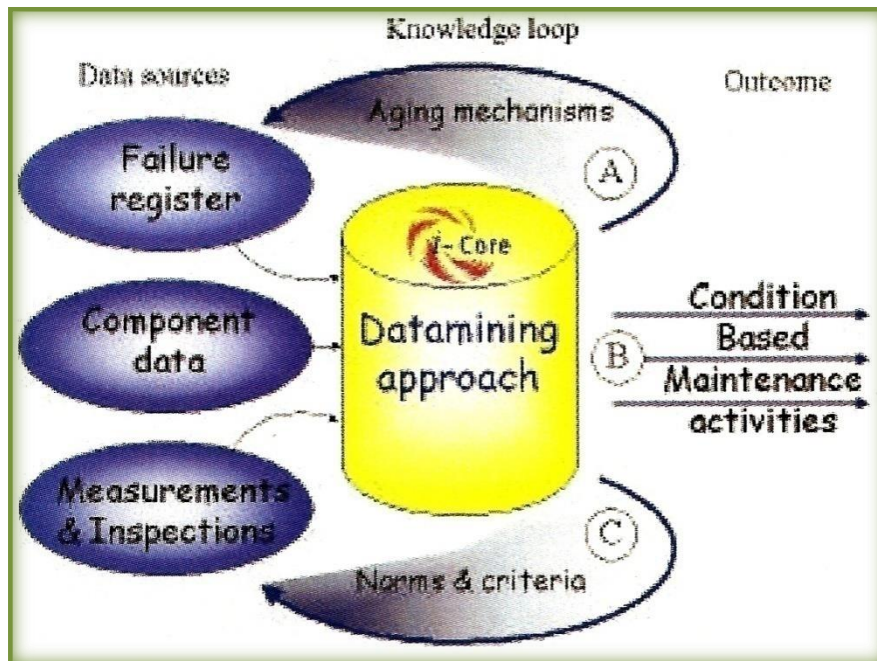 Knowledge loop
Data sources
Outcome
Aging mechanisms
Failure
register
A
i-Core
Component
data
Datamining
approach
B
Condition
Based
Maintenance
activities
Measurements
& Inspections
C
Norms & criteria